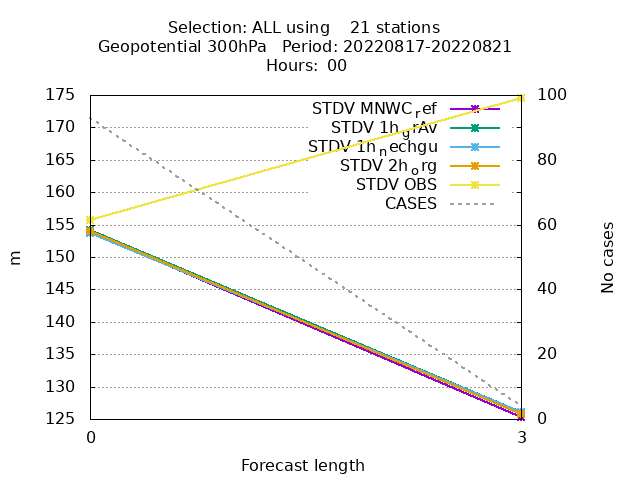 Selection: ALL using    21 stations
Geopotential 300hPa   Period: 20220817-20220821
Hours: 00
175 100
STDV MNWC_ref
170
STDV 1h_grAv
STDV 1h_nechgu
165 80
STDV 2h_org
160
STDV OBS
CASES
155 60
150
m
No cases
145 40
140
135 20
130
125 0
0 3
Forecast length